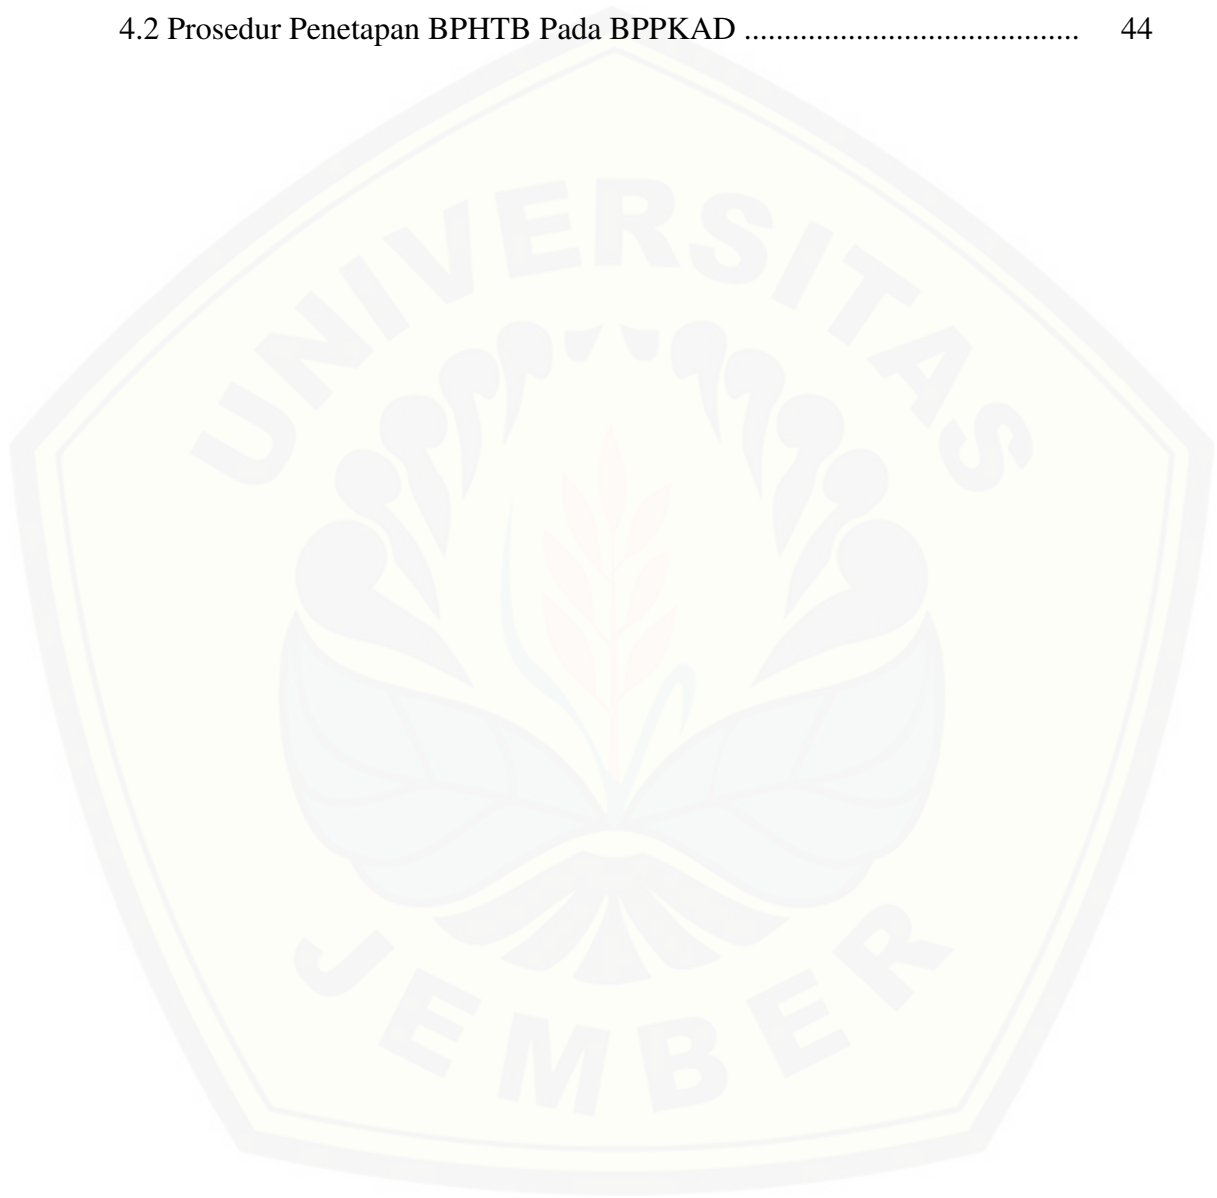 4.2 Prosedur Penetapan BPHTB Pada BPPKAD .......................................... 44
UNIVERSITAS
JEMBER